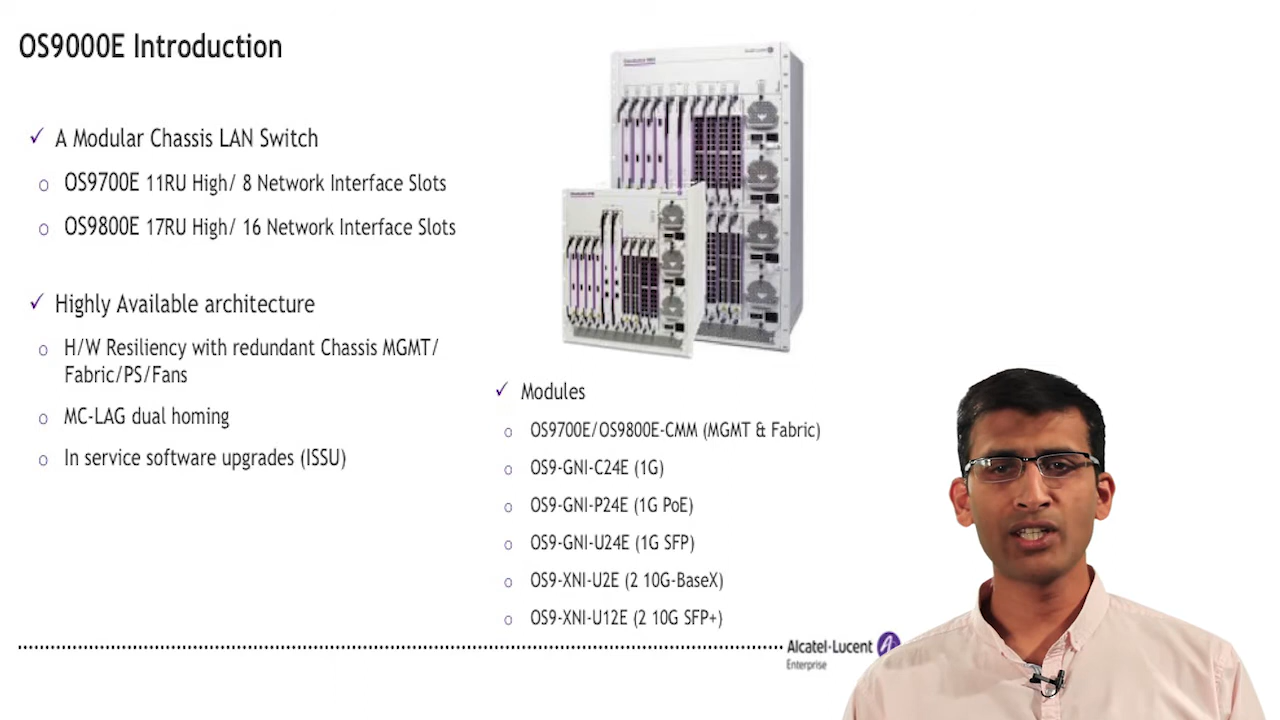 OS9000E Introduction
✓ A Modular Chassis LAN Switch
o OS9700E 11RU High/ 8 Network Interface Slots
o OS9800E 17RU High/ 16 Network Interface Slots
✓ Highly Available architecture
o H/W Resiliency with redundant Chassis MGMT/
Fabric/PS/Fans
o MC-LAG dual homing
o In service software upgrades (ISSU)
✓ Modules
o OS9700E/OS9800E-CMM (MGMT & Fabric)
o OS9-GNI-C24E (1G)
o OS9-GNI-P24E (1G PoE)
o OS9-GNI-U24E (1G SFP)
o OS9-XNI-U2E (2 10G-BaseX)
o OS9-XNI-U12E (2 10G SFP+)
Alcatel·Lucent
Enterprise